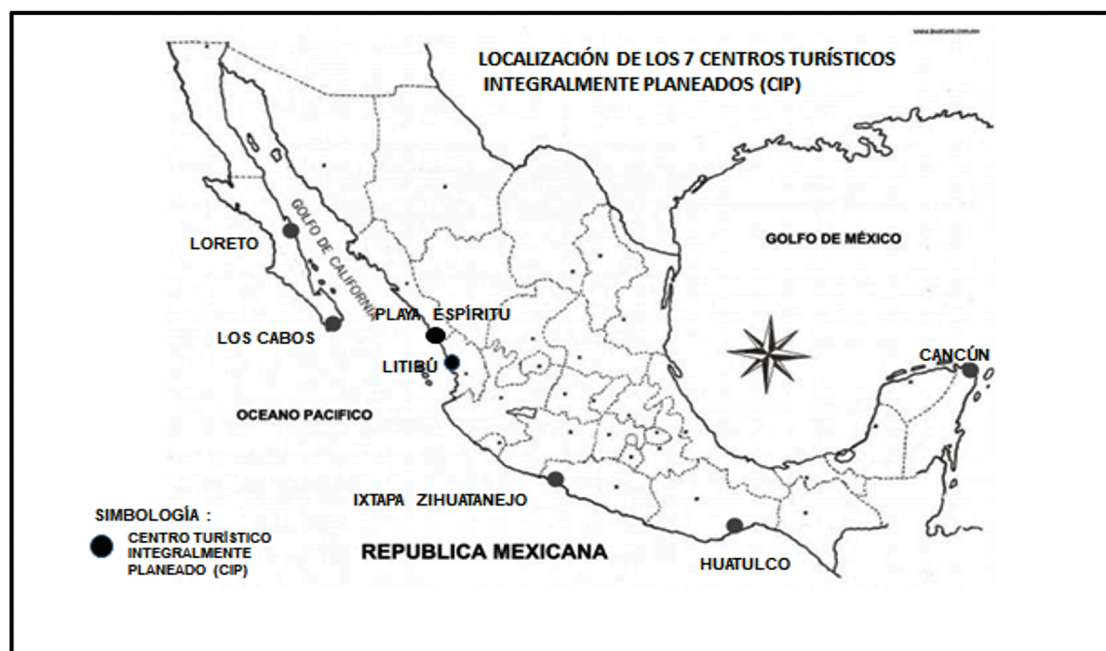 LOCALIZACIÓN DE LOS 7 CENTROS TURÍSTICOS
INTEGRALMENTE PLANEADOS (CIP)
GOLFO DE CALIFORNIA
LORETO
GOLFO DE MÉXICO
PLAYA ESPÍRITU
LOS CABOS
LITIBÚ
CANCÚN
OCEANO PACIFICO
IXTAPA ZIHUATANEJO
SIMBOLOGÍA :
CENTRO TURÍSTICO
INTEGRALMENTE
PLANEADO (CIP)
REPUBLICA MEXICANA
HUATULCO